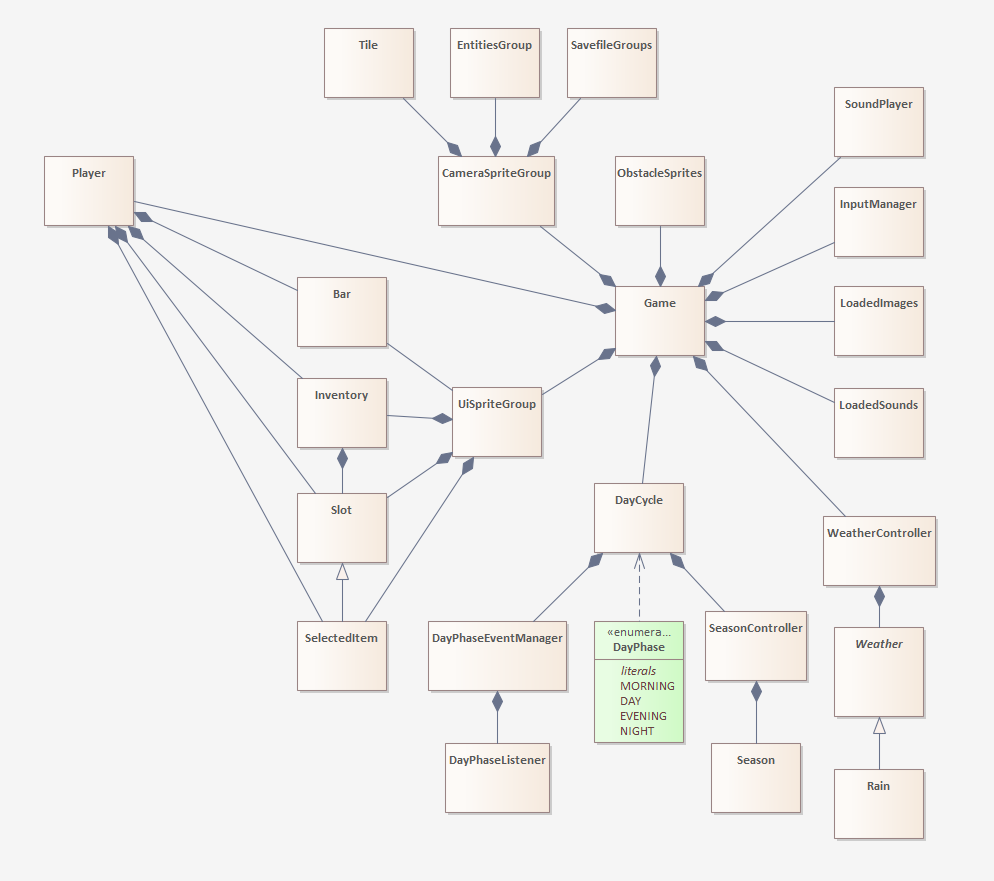 Tile
EntitiesGroup
SavefileGroups
SoundPlayer
Player
CameraSpriteGroup
ObstacleSprites
InputManager
Bar
Game
LoadedImages
Inventory
UiSpriteGroup
LoadedSounds
Slot
DayCycle
WeatherController
SelectedItem
DayPhaseEventManager
«enumera...
DayPhase
literals
MORNING
DAY
EVENING
NIGHT
SeasonController
Weather
DayPhaseListener
Season
Rain